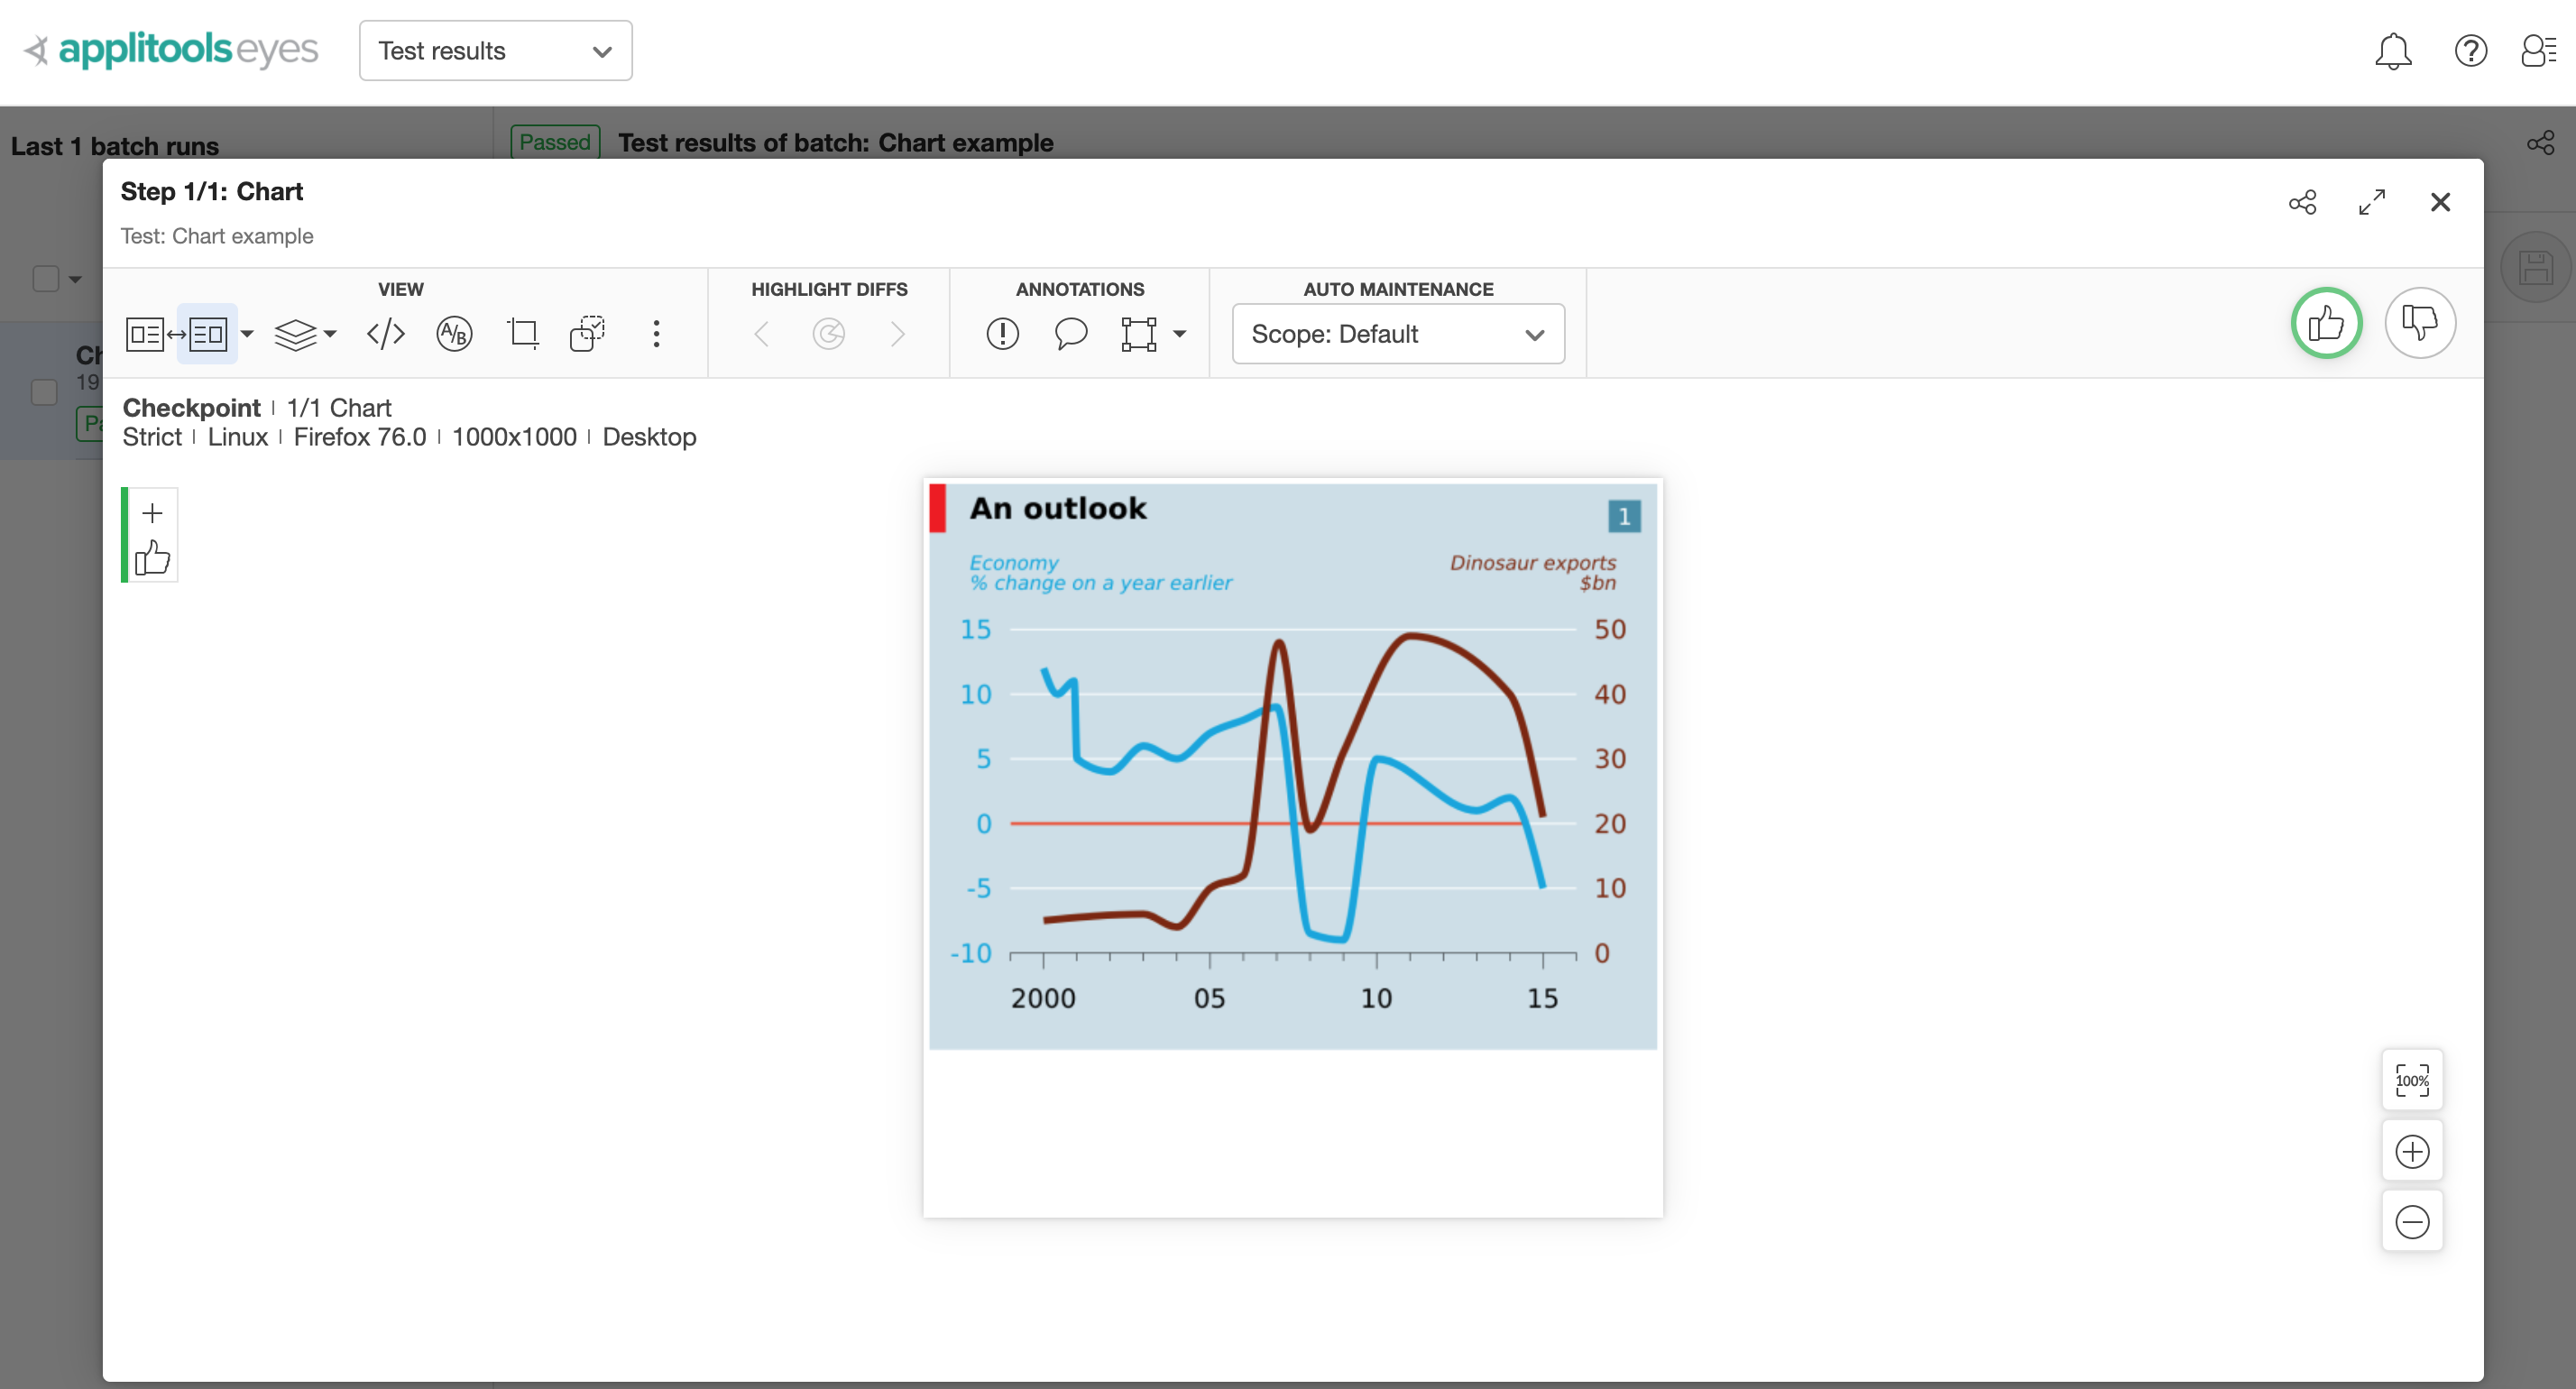 applitools eyes
Test results
Last 1 batch runs
Passed Test results of batch: Chart example
Step 1/1: Chart
Test: Chart example
VIEW
HIGHLIGHT DIFFS
ANNOTATIONS
AUTO MAINTENANCE
A/B
Scope: Default
19
Checkpoint | 1/1 Chart
Strict | Linux | Firefox 76.0 | 1000x1000 | Desktop
An outlook
1
Economy
% change on a year earlier
Dinosaur exports
$bn
15 50
10 40
5 30
0 20
-5 10
-10 0
2000 05 10 15
100%